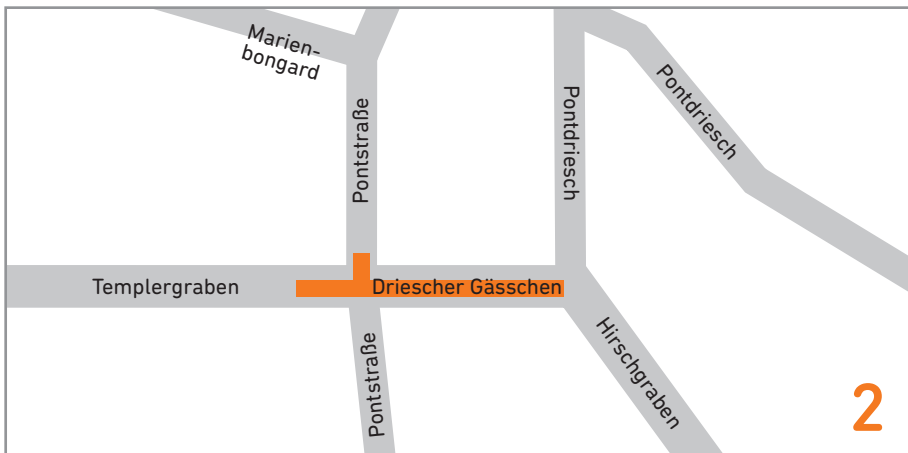 Marien-
bongard
Pontstraße
Pontdriesch
Pontdriesch
Templergraben
Driescher Gässchen
Pontstraße
Hirschgraben
2